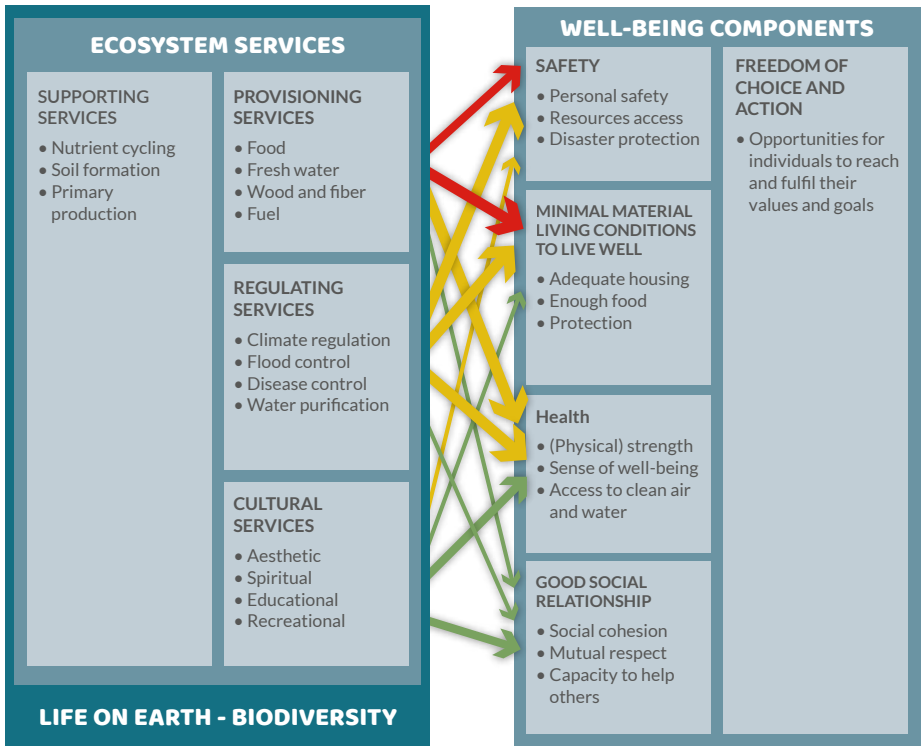 ECOSYSTEM SERVICES
SUPPORTING
SERVICES
• Nutrient cycling
• Soil formation
• Primary
production
PROVISIONING
SERVICES
• Food
• Fresh water
• Wood and fiber
• Fuel
REGULATING
SERVICES
• Climate regulation
• Flood control
• Disease control
• Water purification
CULTURAL
SERVICES
• Aesthetic
• Spiritual
• Educational
• Recreational
LIFE ON EARTH - BIODIVERSITY
WELL-BEING COMPONENTS
SAFETY
• Personal safety
• Resources access
• Disaster protection
MINIMAL MATERIAL
LIVING CONDITIONS
TO LIVE WELL
• Adequate housing
• Enough food
• Protection
Health
• (Physical) strength
• Sense of well-being
• Access to clean air
and water
GOOD SOCIAL
RELATIONSHIP
• Social cohesion
• Mutual respect
• Capacity to help
others
FREEDOM OF
CHOICE AND
ACTION
• Opportunities for
individuals to reach
and fulfil their
values and goals